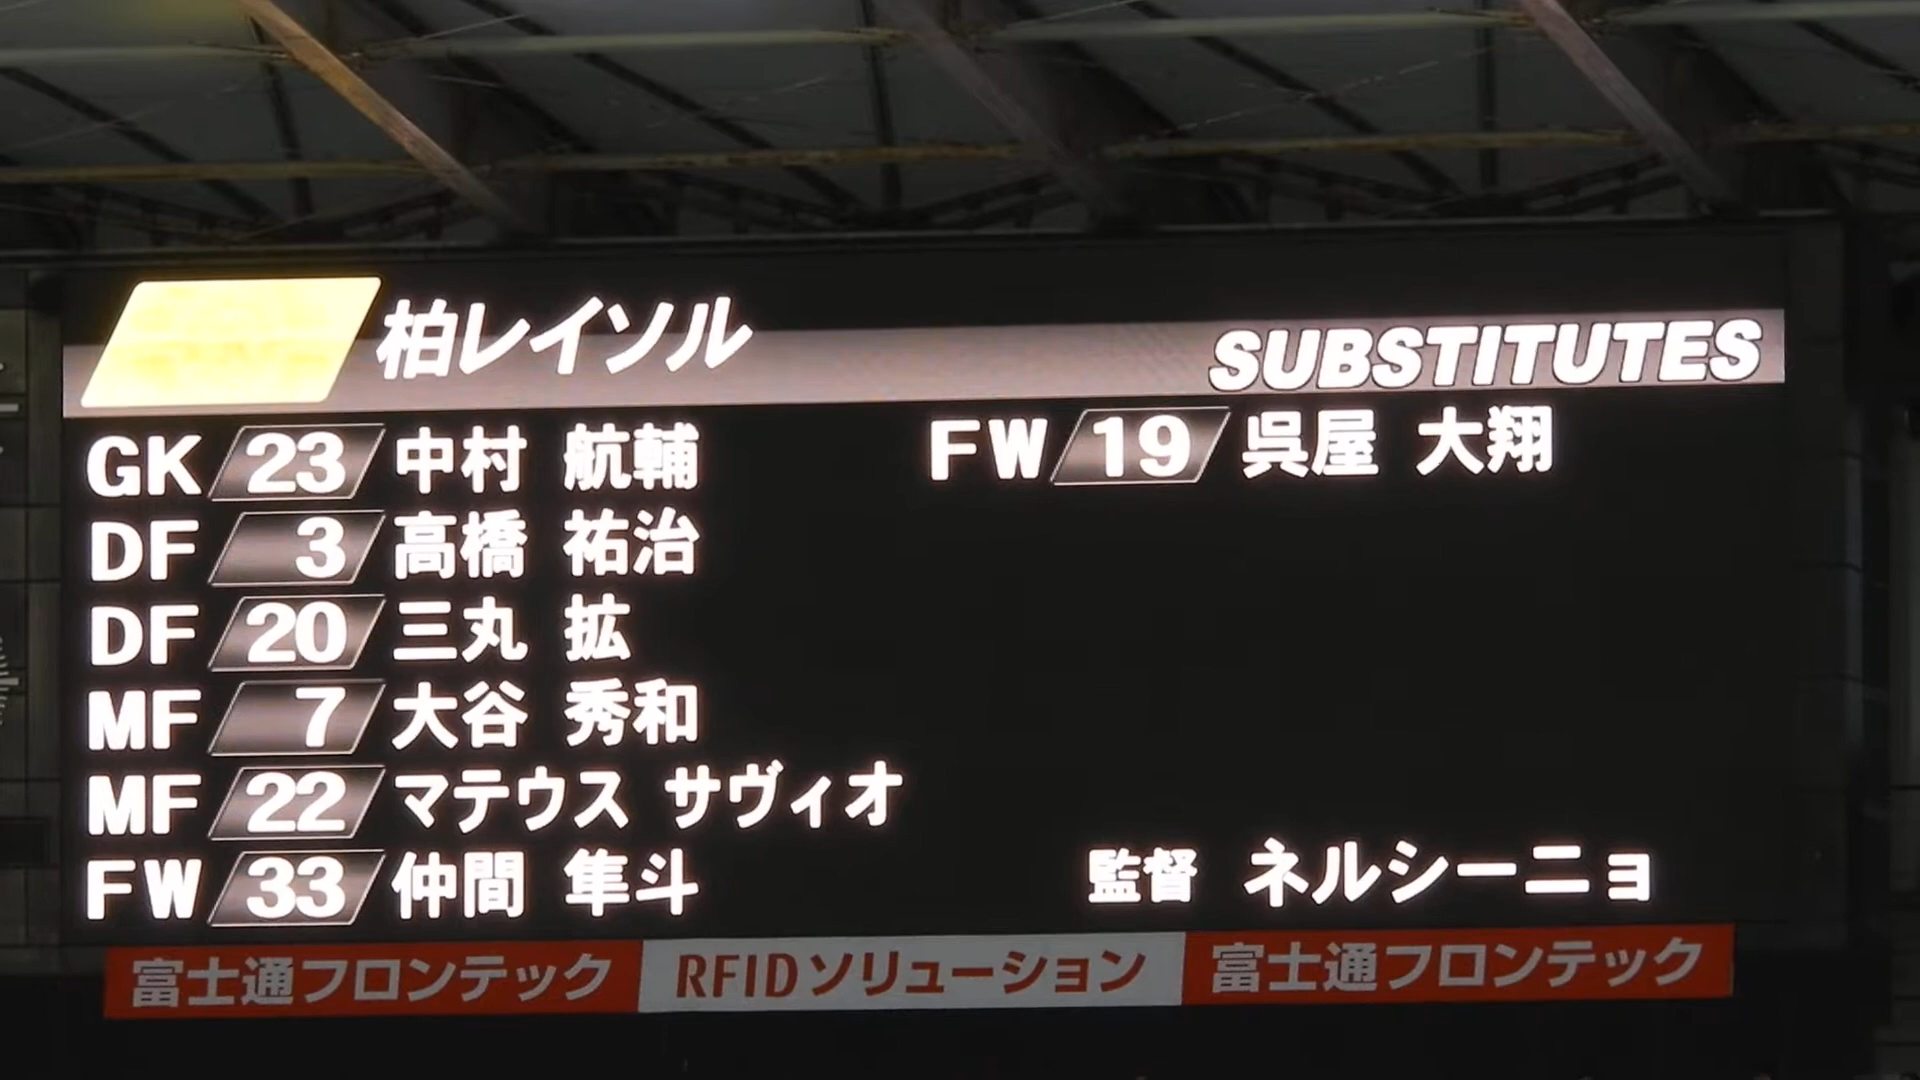 柏レイソル SUBSTITUTES
GK 23 中村 航輔
DF 3 高橋 祐治
DF 20 三丸 拡
MF 7 大谷 秀和
MF 22 マテウス サヴィオ
FW 33 仲間 隼斗
FW 19 呉屋 大翔
監督 ネルシーニョ
富士通フロンテック RFIDソリューション 富士通フロンテック